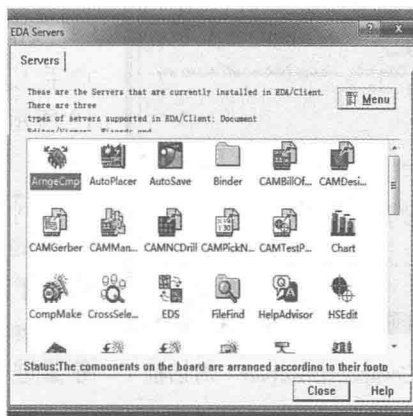 EDA Servers
Servers
These are the Servers that are currently installed in EDA/Client.
There are three
types of servers supported in EDA/Client: Document
Menu
ArngeCmp AutoPlacer AutoSave Binder CAMBillOf... CAMDesi...
CAMGerber CAMMan... CAMNCDrill CAMPickN... CAMTestP... Chart
CompMake CrossSele... EDS FileFind HelpAdvisor HSEdit
Status:The components on the board are arranged according to their footp
Close Help